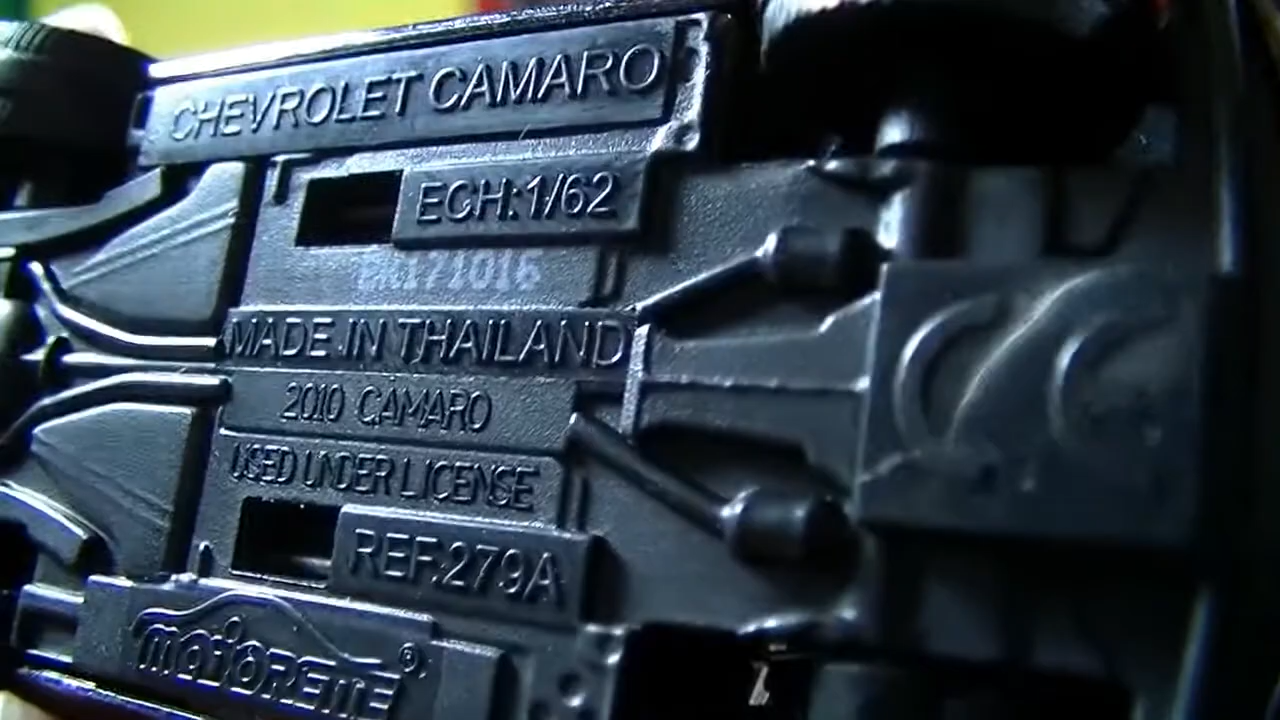 CHEVROLET CAMARO
ECH:1/62
MADE IN THAILAND
2010 CAMARO
USED UNDER LICENSE
REF:279A
majORETTE®